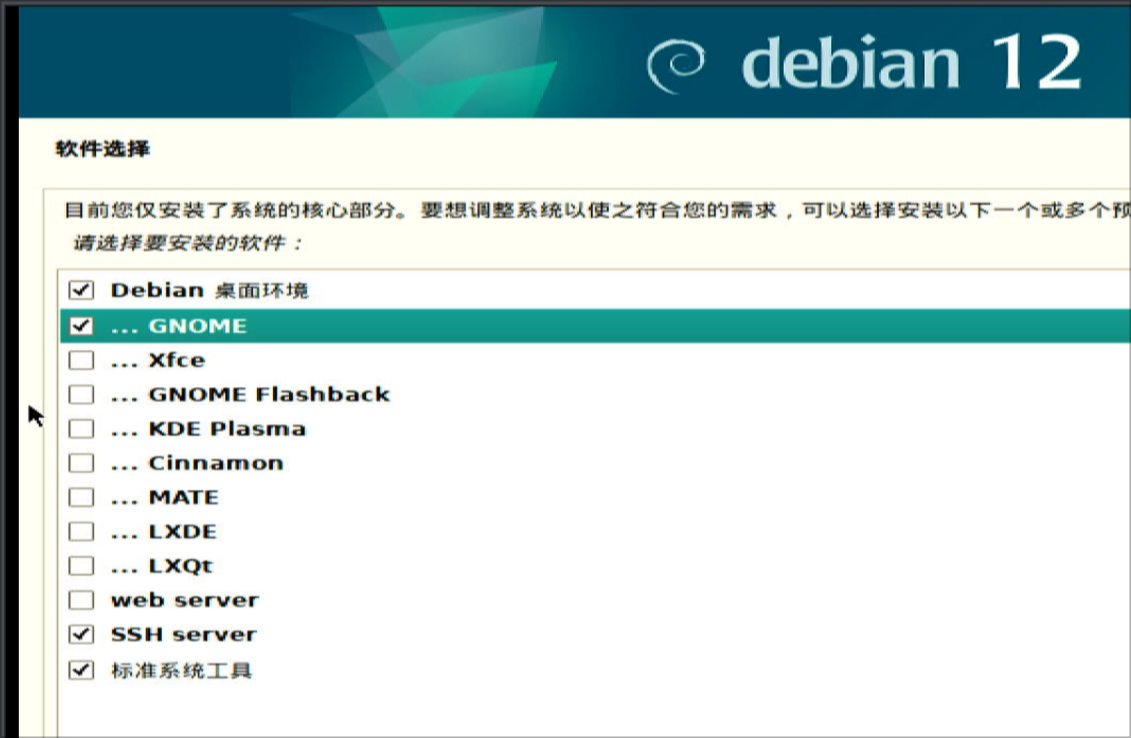 debian 12
软件选择
目前您仅安装了系统的核心部分。要想调整系统以使之符合您的需求，可以选择安装以下一个或多个预
请选择要安装的软件：
Debian 桌面环境
... GNOME
... Xfce
... GNOME Flashback
... KDE Plasma
... Cinnamon
... MATE
... LXDE
... LXQt
web server
SSH server
标准系统工具